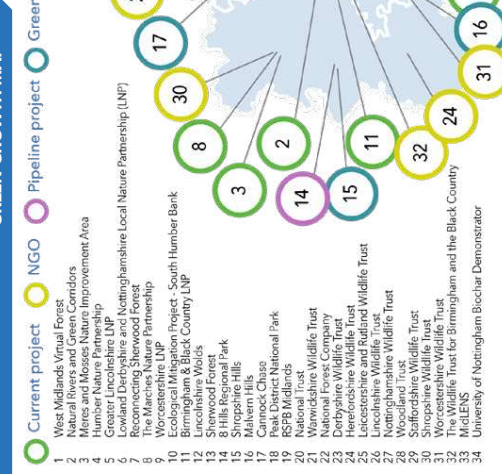 Current project NGO Pipeline project Green
1 West Midlands Virtual Forest
2 Natural Rivers and Green Corridors
3 Meres and Mosses Nature Improvement Area
4 Humber Nature Partnership
5 Greater Lincolnshire LNP
6 Lowland Derbyshire and Nottinghamshire Local Nature Partnership (LNP)
7 Reconnecting Sherwood Forest
8 The Marches Nature Partnership
9 Worcestershire LNP
10 Ecological Mitigation Project - South Humber Bank
11 Birmingham & Black Country LNP
12 Lincolnshire Wolds
13 Sherwood Forest
14 8 Hills Regional Park
15 Shropshire Hills
16 Malvern Hills
17 Cannock Chase
18 Peak District National Park
19 RSPB Midlands
20 National Trust
21 Warwickshire Wildlife Trust
22 National Forest Company
23 Derbyshire Wildlife Trust
24 Herefordshire Wildlife Trust
25 Leicestershire and Rutland Wildlife Trust
26 Lincolnshire Wildlife Trust
27 Nottinghamshire Wildlife Trust
28 Woodland Trust
29 Staffordshire Wildlife Trust
30 Shropshire Wildlife Trust
31 Worcestershire Wildlife Trust
32 The Wildlife Trust for Birmingham and the Black Country
33 MidLENS
34 University of Nottingham Biochar Demonstrator
17
30
8
3
2
14
15
11
32
24
31
16